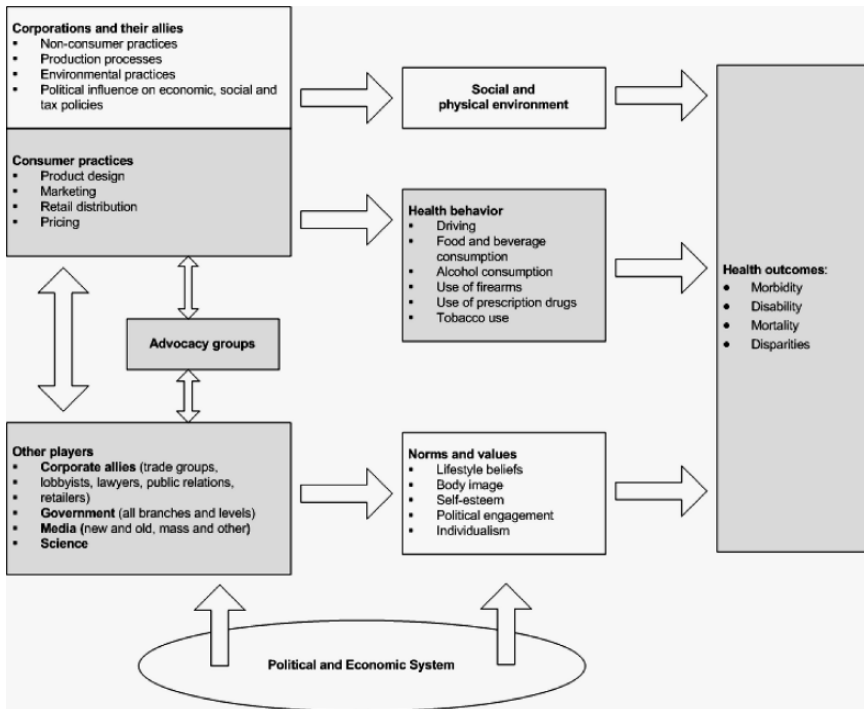 Corporations and their allies
▪ Non-consumer practices
▪ Production processes
▪ Environmental practices
▪ Political influence on economic, social and
tax policies
Consumer practices
▪ Product design
▪ Marketing
▪ Retail distribution
▪ Pricing
Social and
physical environment
Health behavior
▪ Driving
▪ Food and beverage
consumption
▪ Alcohol consumption
▪ Use of firearms
▪ Use of prescription drugs
▪ Tobacco use
Health outcomes:
● Morbidity
● Disability
● Mortality
● Disparities
Advocacy groups
Other players
▪ Corporate allies (trade groups,
▪ lobbyists, lawyers, public relations,
▪ retailers)
▪ Government (all branches and levels)
▪ Media (new and old, mass and other)
▪ Science
Norms and values
▪ Lifestyle beliefs
▪ Body image
▪ Self-esteem
▪ Political engagement
▪ Individualism
Political and Economic System